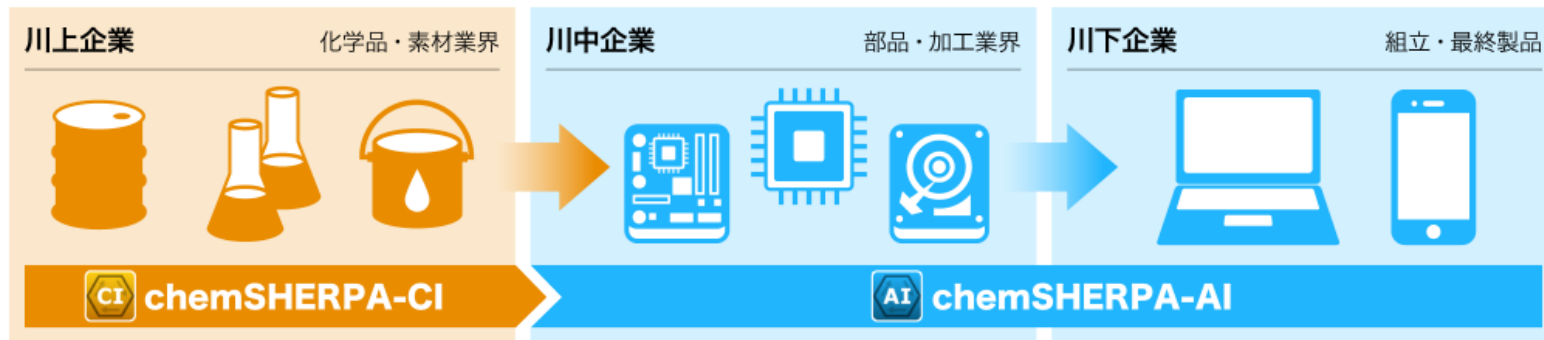 川上企業 化学品・素材業界
川中企業 部品・加工業界
川下企業 組立・最終製品
CI chemSHERPA-CI
AI chemSHERPA-AI